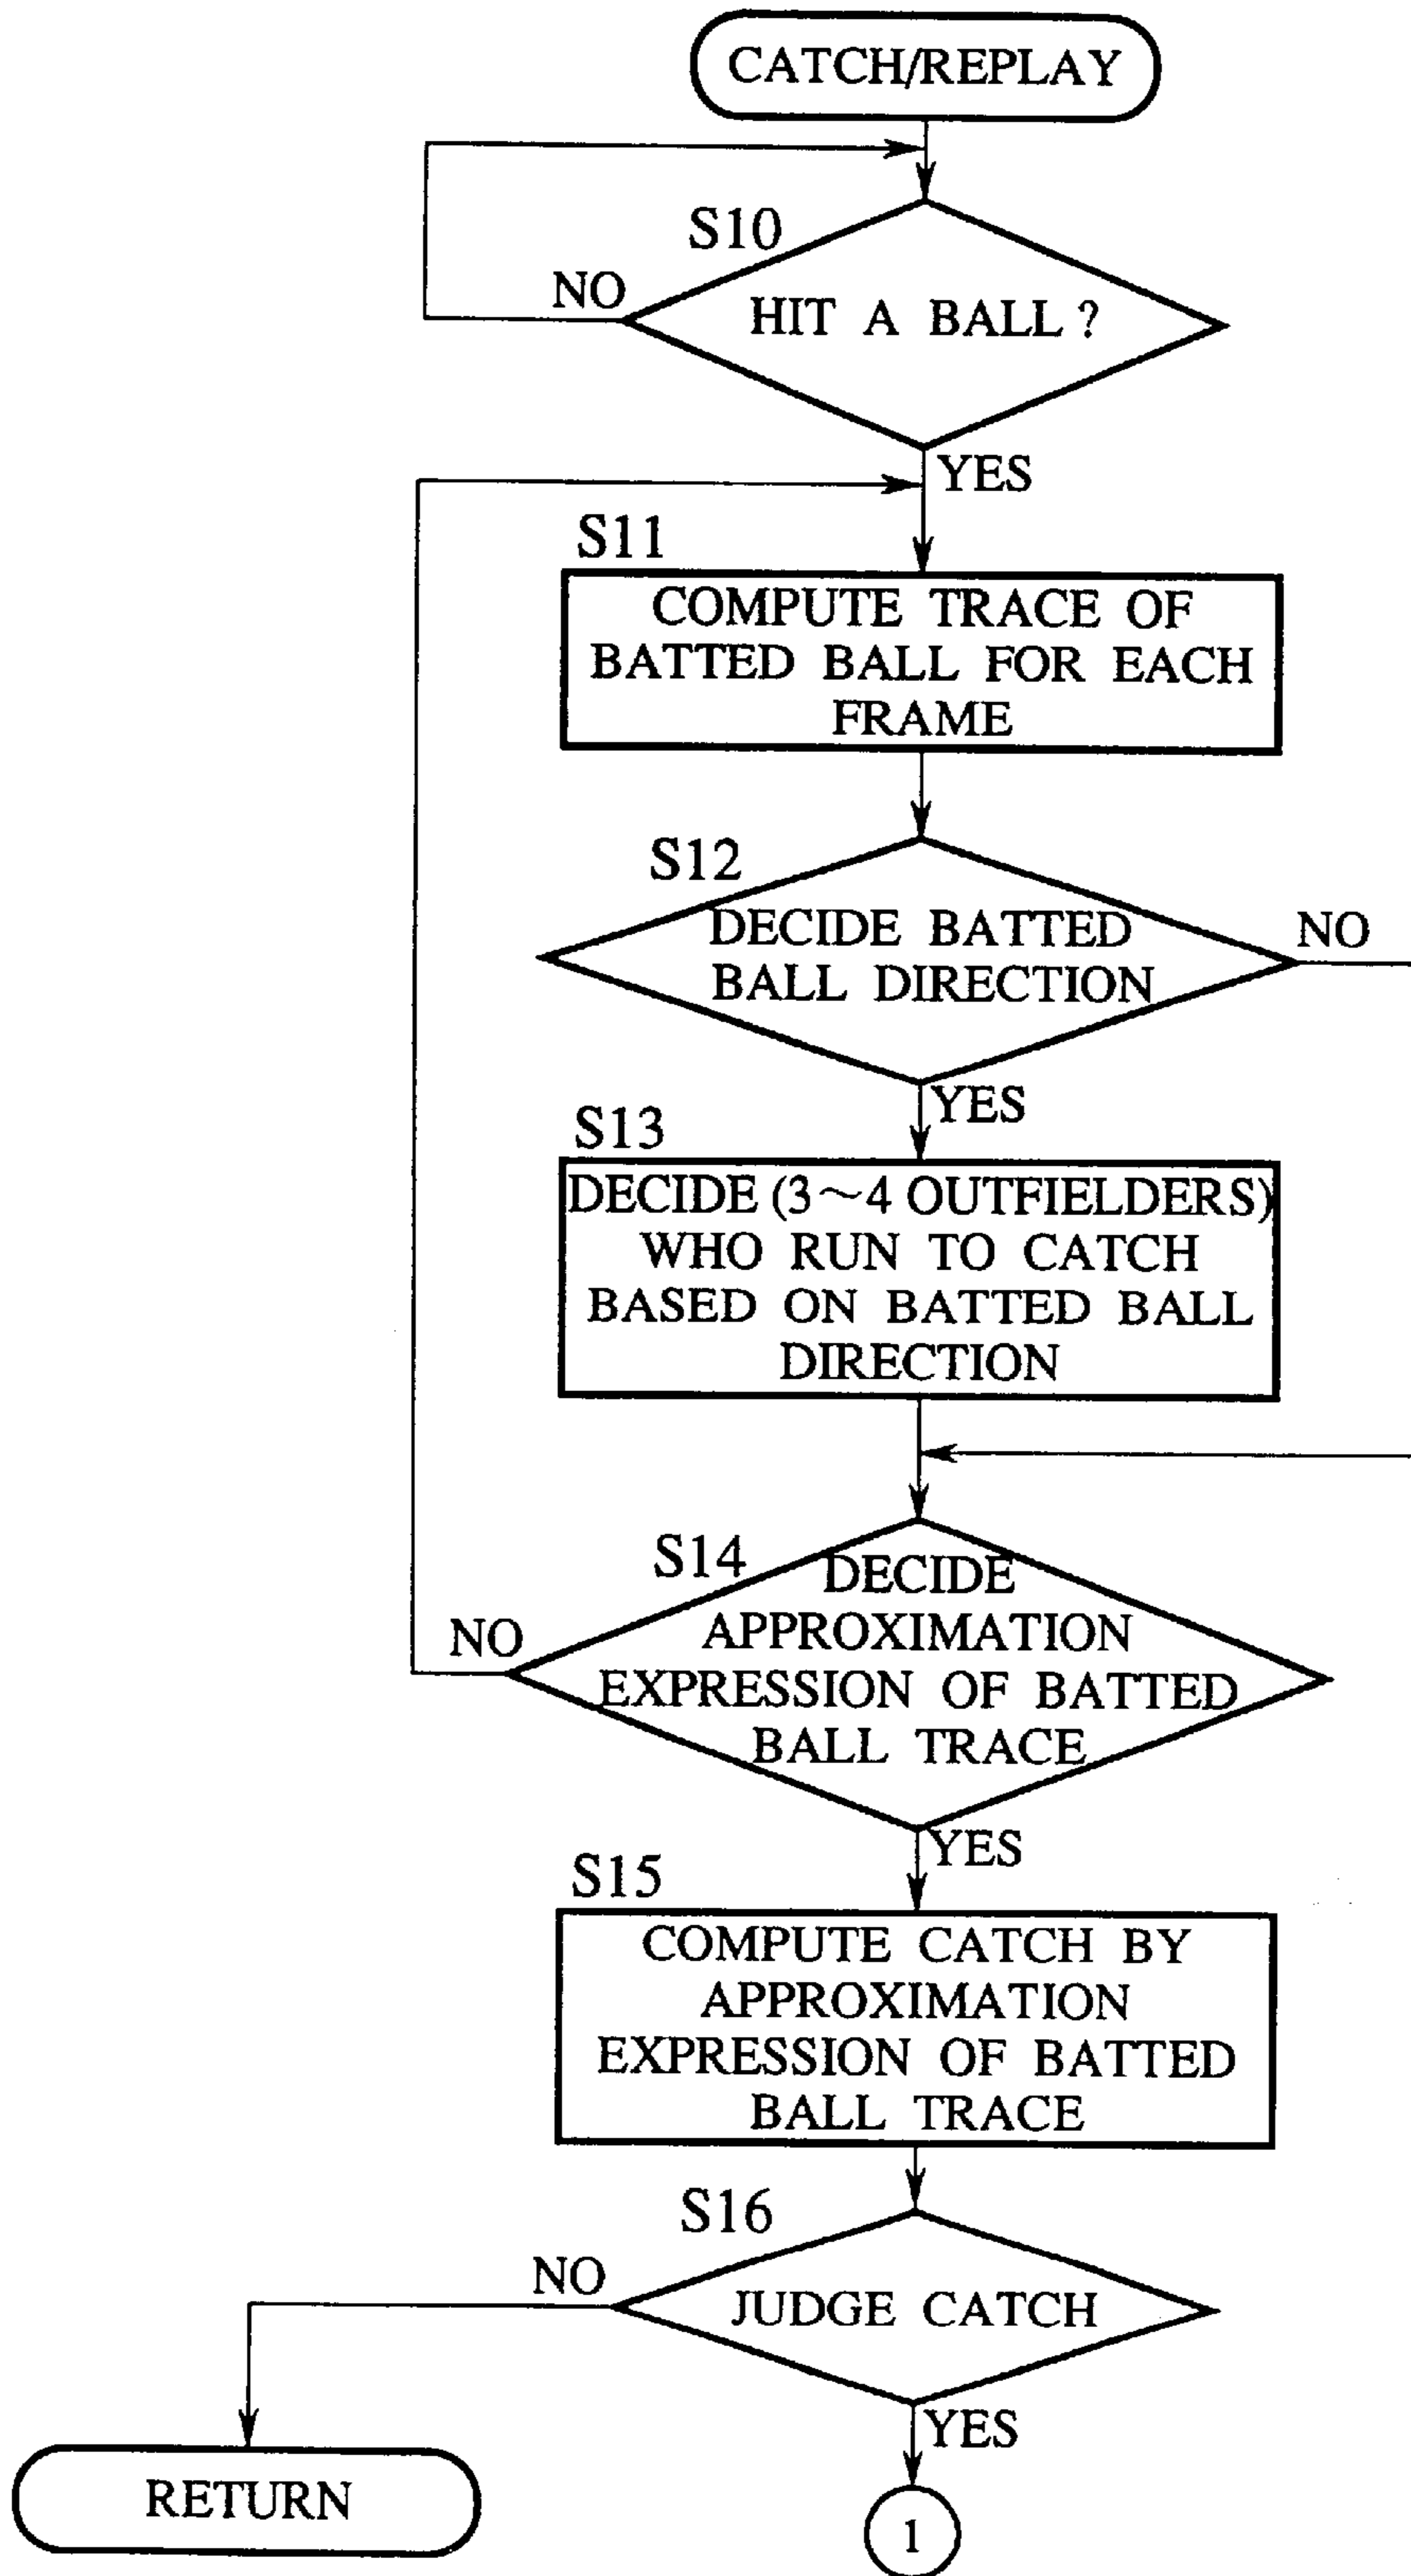 CATCH/REPLAY
S10
NO
HIT A BALL ?
YES
S11
COMPUTE TRACE OF
BATTED BALL FOR EACH
FRAME
S12
DECIDE BATTED
BALL DIRECTION
NO
YES
S13
DECIDE (3～4 OUTFIELDERS)
WHO RUN TO CATCH
BASED ON BATTED BALL
DIRECTION
S14
DECIDE
APPROXIMATION
EXPRESSION OF BATTED
BALL TRACE
NO
YES
S15
COMPUTE CATCH BY
APPROXIMATION
EXPRESSION OF BATTED
BALL TRACE
S16
NO
JUDGE CATCH
YES
RETURN
1